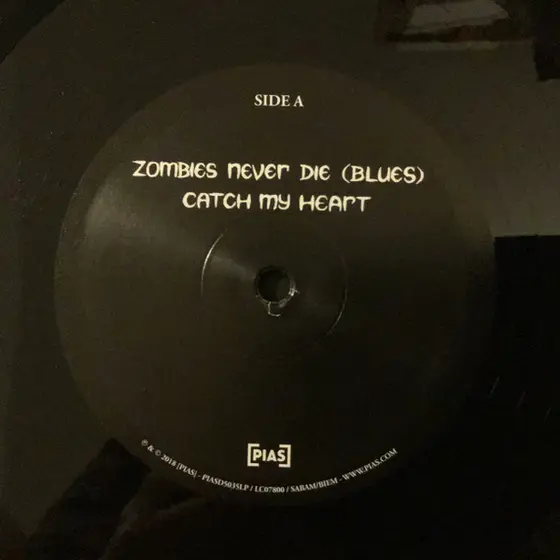 SIDE A
ZOMBIES NEVER DIE (BLUES)
CATCH MY HEART
[PIAS]
℗ & © 2018 [PIAS] - PIASD5035LP / LC07800 / SABAM/BIEM - WWW.PIAS.COM